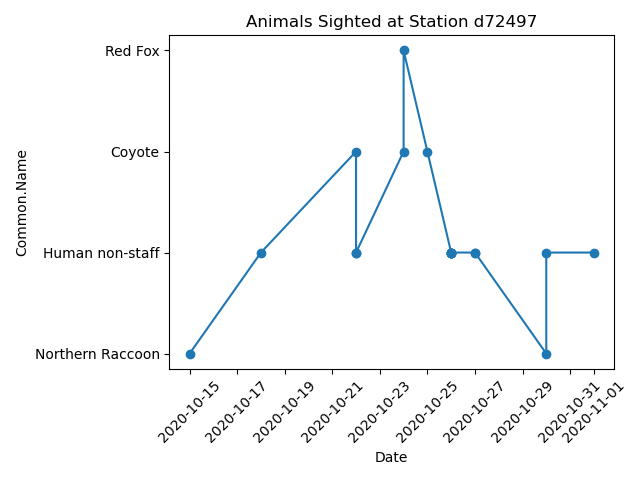 Animals Sighted at Station d72497
Red Fox
Coyote
Human non-staff
Northern Raccoon
Common.Name
2020-10-15
2020-10-17
2020-10-19
2020-10-21
2020-10-23
2020-10-25
2020-10-27
2020-10-29
2020-10-31
2020-11-01
Date